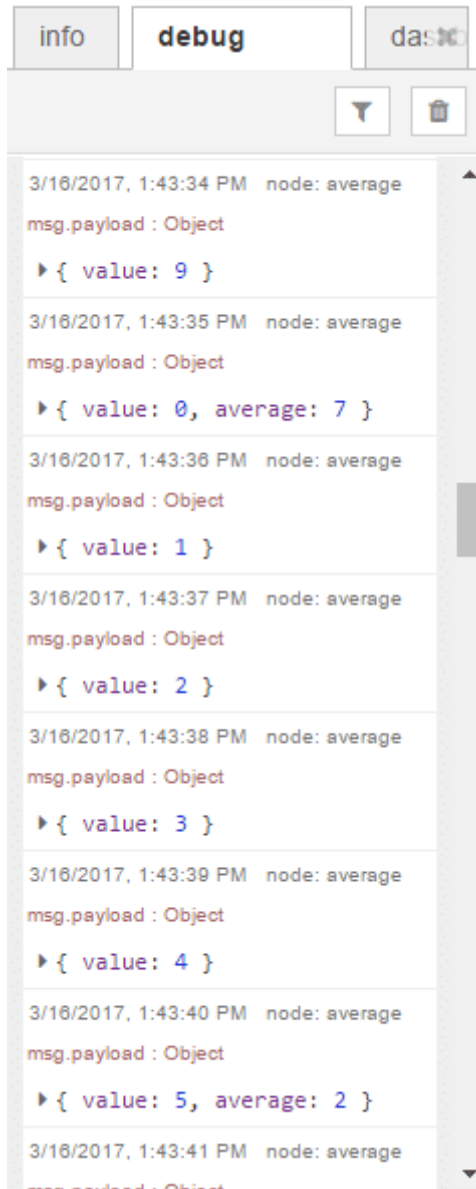 info debug das
3/16/2017, 1:43:34 PM node: average
msg.payload : Object
{ value: 9 }
3/16/2017, 1:43:35 PM node: average
msg.payload : Object
{ value: 0, average: 7 }
3/16/2017, 1:43:36 PM node: average
msg.payload : Object
{ value: 1 }
3/16/2017, 1:43:37 PM node: average
msg.payload : Object
{ value: 2 }
3/16/2017, 1:43:38 PM node: average
msg.payload : Object
{ value: 3 }
3/16/2017, 1:43:39 PM node: average
msg.payload : Object
{ value: 4 }
3/16/2017, 1:43:40 PM node: average
msg.payload : Object
{ value: 5, average: 2 }
3/16/2017, 1:43:41 PM node: average
msg.payload : Object